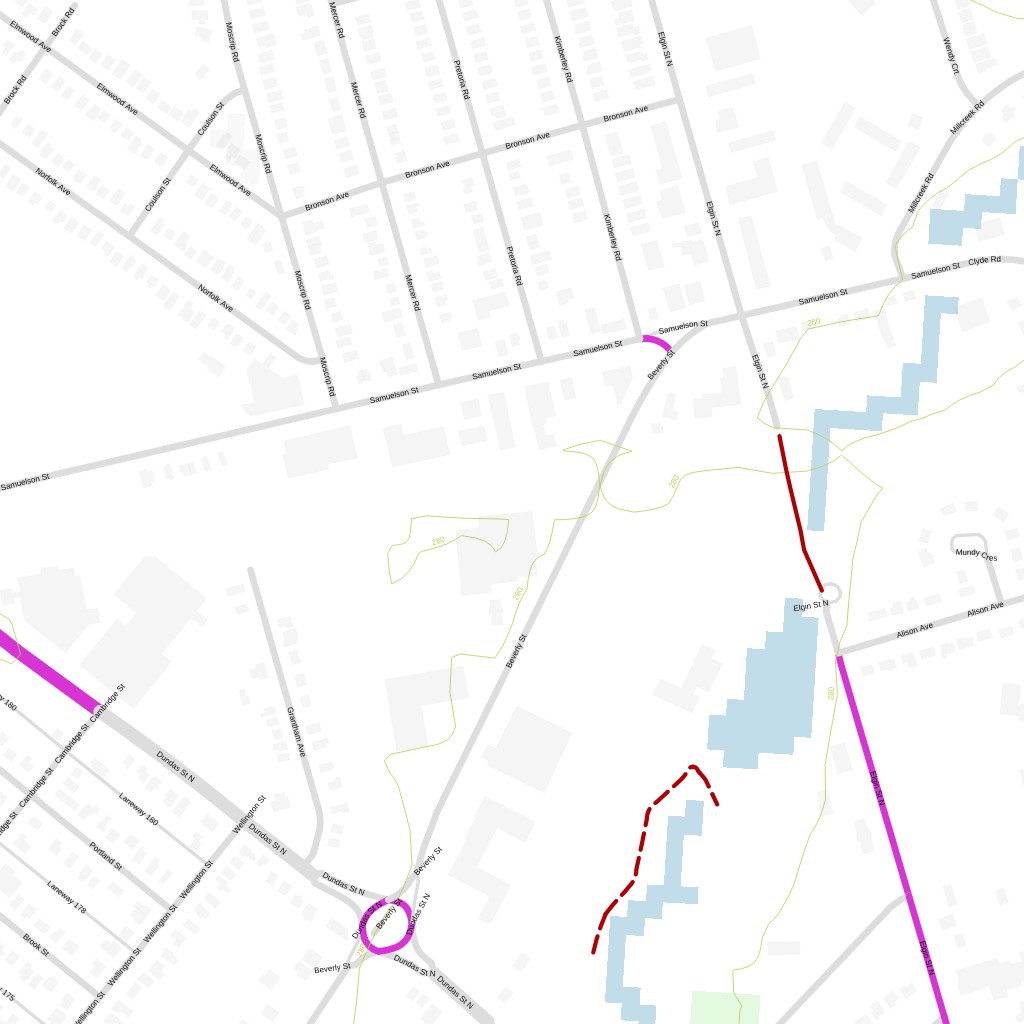 Brock Rd
Elmwood Ave
Moscrip Rd
Mercer Rd
Pretoria Rd
Kimberley Rd
Elgin St N
Wendy Crt
Brock Rd
Elmwood Ave
Mercer Rd
Coulson St
Bronson Ave
Millcreek Rd
Moscrip Rd
Bronson Ave
Bronson Ave
Norfolk Ave
Elmwood Ave
Coulson St
Bronson Ave
Millcreek Rd
Elgin St N
Kimberley Rd
Pretoria Rd
Clyde Rd
Samuelson St
Moscrip Rd
Mercer Rd
Norfolk Ave
Samuelson St
280
Samuelson St
Samuelson St
Beverly St
Elgin St N
Samuelson St
Moscrip Rd
Samuelson St
Samuelson St
280
280
Mundy Cres
280
Elgin St N
Alison Ave
Alison Ave
Beverly St
280
Cambridge St
Grantham Ave
Cambridge St
Dundas St N
Cambridge St
Elgin St N
Laneway 180
Wellington St
Dundas St N
Portland St
Beverly St
Wellington St
Dundas St N
Laneway 178
Dundas St N
Beverly St
Dundas St N
Wellington St
Brook St
280
Elgin St N
Beverly St
Dundas St N
Wellington St
Dundas St N
Wellington St